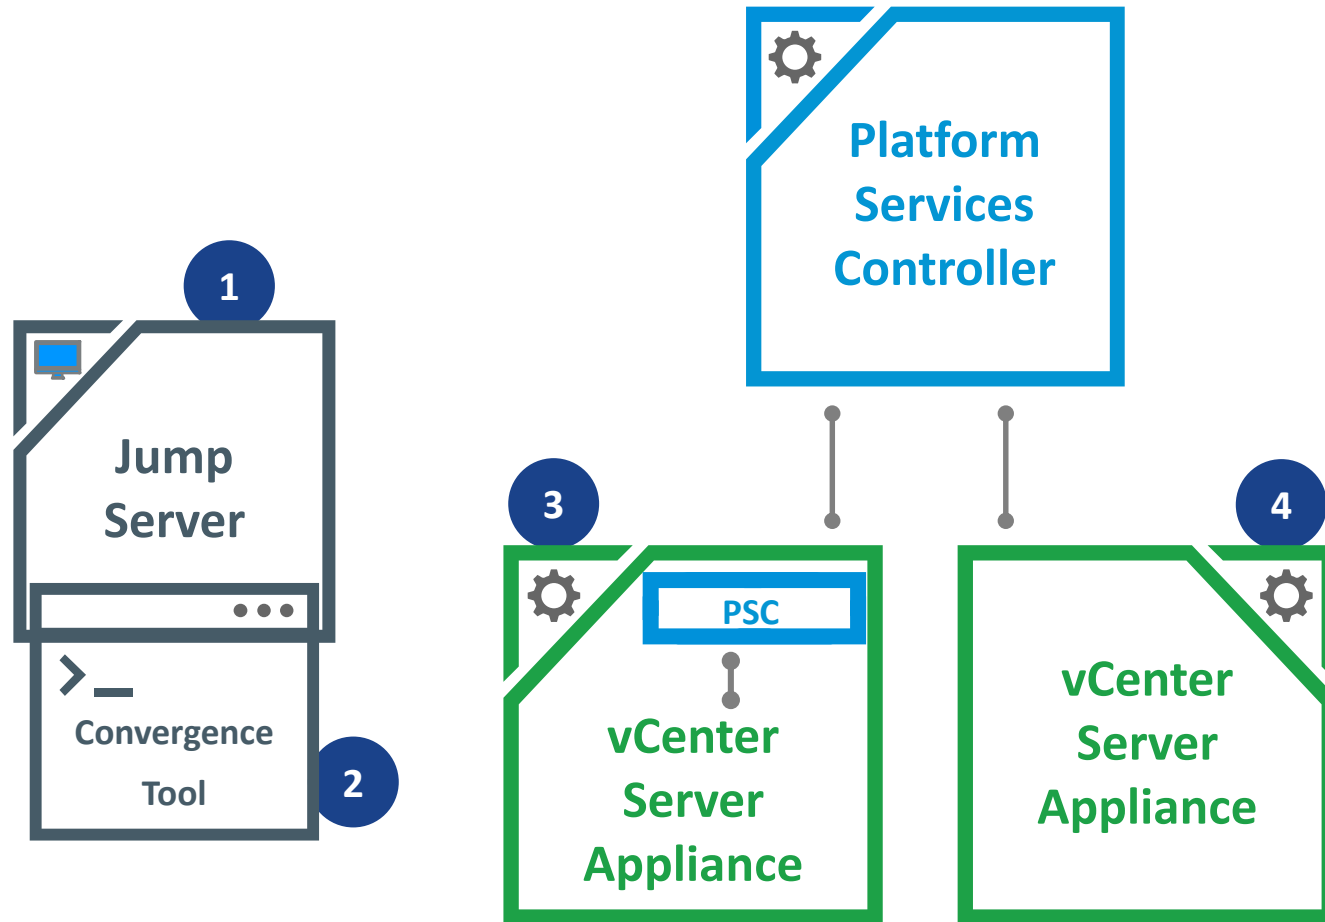 Platform
Services
Controller
1
Jump
Server
>_
Convergence
Tool
2
3
PSC
vCenter
Server
Appliance
4
vCenter
Server
Appliance